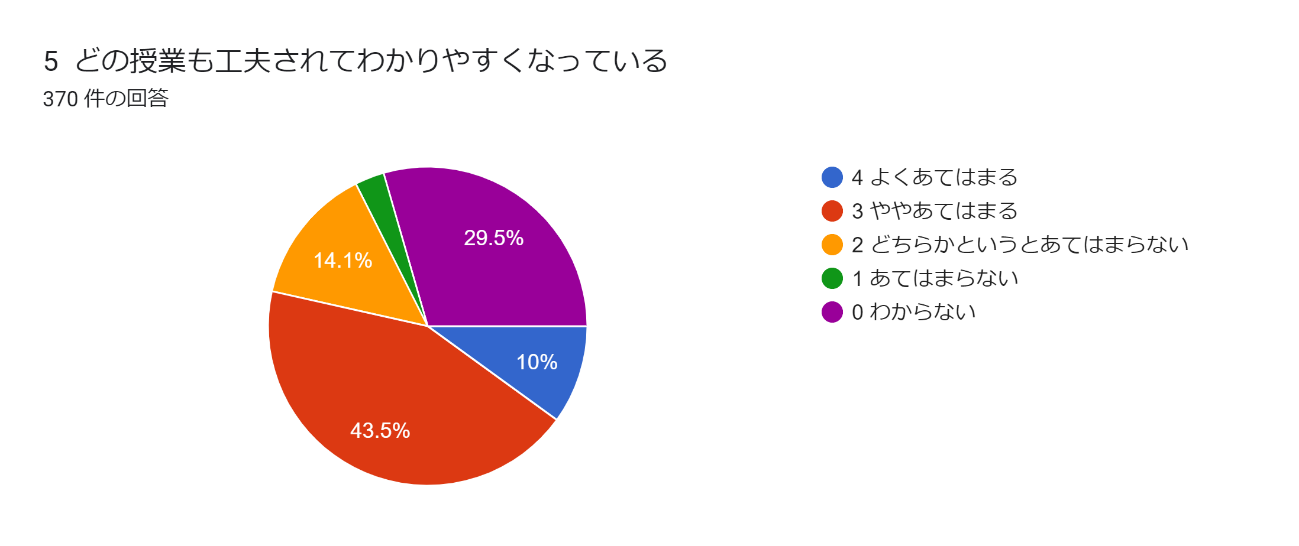 5 どの授業も工夫されてわかりやすくなっている
370 件の回答
4 よくあてはまる
3 ややあてはまる
2 どちらかというとあてはまらない
1 あてはまらない
0 わからない
29.5%
14.1%
10%
43.5%